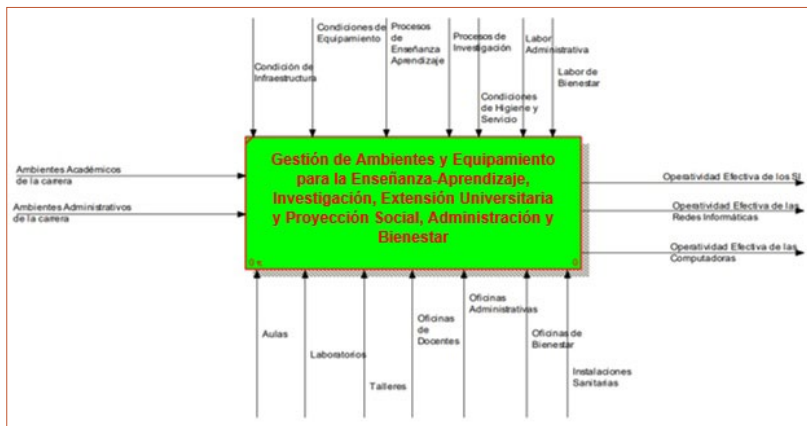 Condiciones de
Equipamiento
Procesos
de
Enseñanza
Aprendizaje
Procesos de
Investigación
Labor
Administrativa
Condición de
Infraestructura
Labor de
Bienestar
Condiciones
de Higiene y
Servicio
Gestión de Ambientes y Equipamiento
para la Enseñanza-Aprendizaje,
Investigación, Extensión Universitaria
y Proyección Social, Administración y
Bienestar
Ambientes Académicos
de la carrera
Ambientes Administrativos
de la carrera
Operatividad Efectiva de los SI
Operatividad Efectiva de las
Redes Informáticas
Operatividad Efectiva de las
Computadoras
0
Aulas
Laboratorios
Talleres
Oficinas
de
Docentes
Oficinas
Administrativas
Oficinas de
Bienestar
Instalaciones
Sanitarias